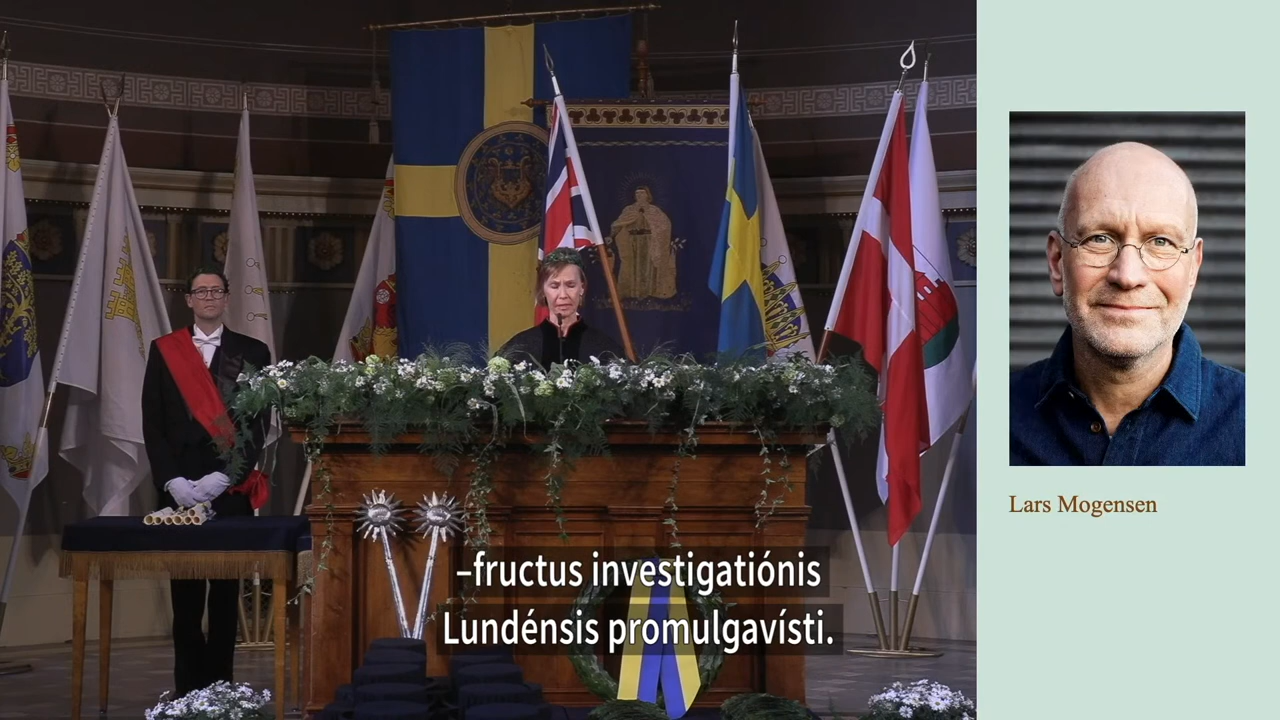 –fructus investigatiónis
Lundénsis promulgavísti.
Lars Mogensen